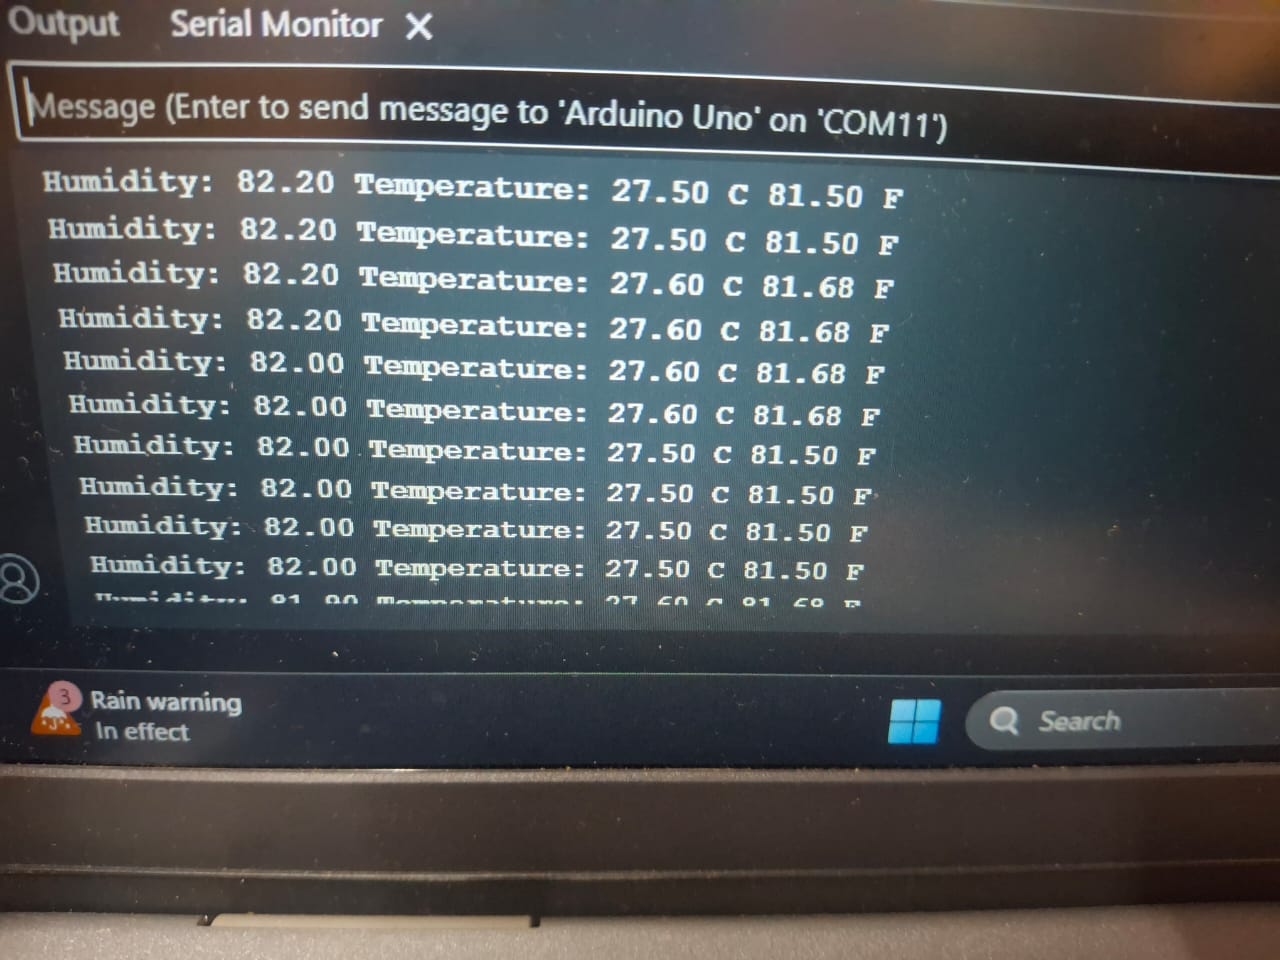 Output Serial Monitor X
Message (Enter to send message to 'Arduino Uno' on 'COM11')
Humidity: 82.20 Temperature: 27.50 C 81.50 F
Humidity: 82.20 Temperature: 27.50 C 81.50 F
Humidity: 82.20 Temperature: 27.60 C 81.68 F
Humidity: 82.20 Temperature: 27.60 C 81.68 F
Humidity: 82.00 Temperature: 27.60 C 81.68 F
Humidity: 82.00 Temperature: 27.60 C 81.68 F
Humidity: 82.00 Temperature: 27.50 C 81.50 F
Humidity: 82.00 Temperature: 27.50 C 81.50 F
Humidity: 82.00 Temperature: 27.50 C 81.50 F
Humidity: 82.00 Temperature: 27.50 C 81.50 F
3
Rain warning
In effect
Search